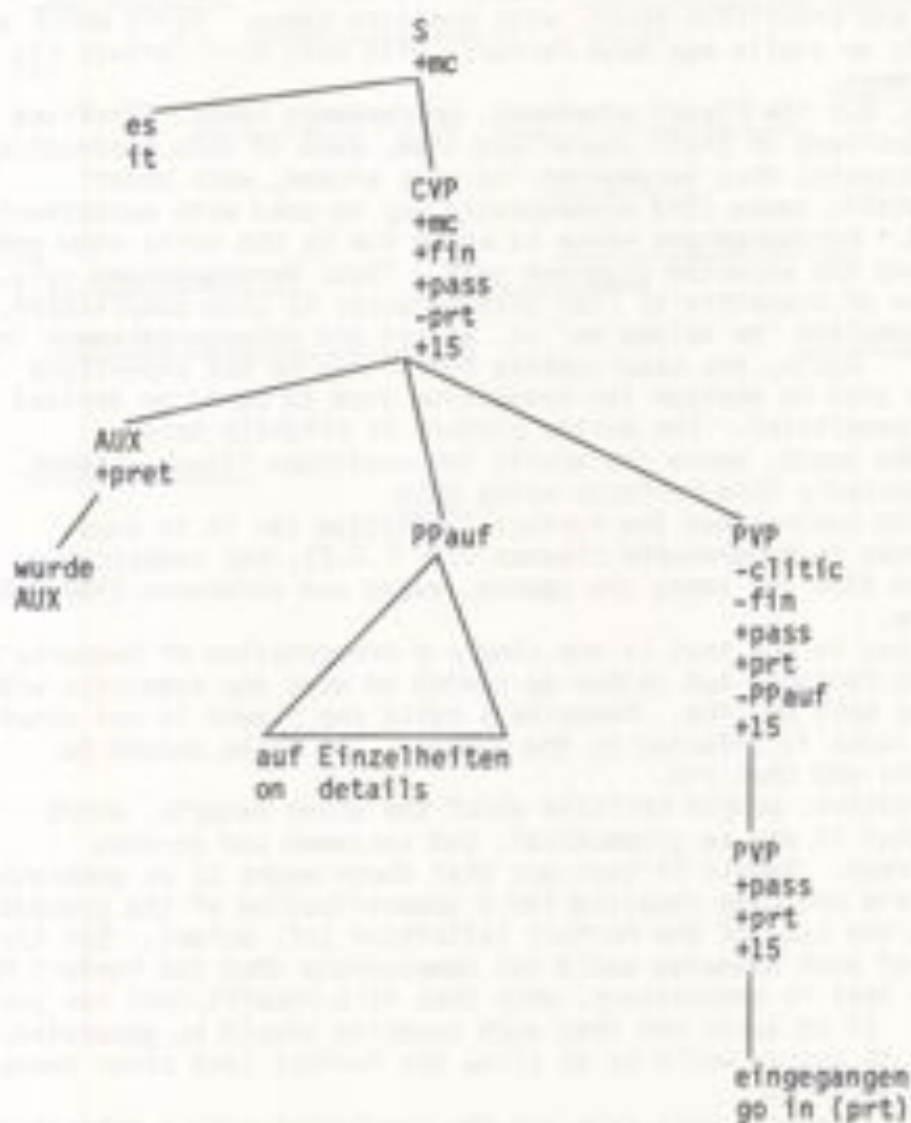 S
+mc
es
it
CVP
+mc
+fin
+pass
-prt
+15
AUX
+pret
wurde
AUX
PPauf
auf Einzelheiten
on details
PVP
-clitic
-fin
+pass
+prt
-PPauf
+15
PVP
+pass
+prt
+15
eingegangen
go in (prt)